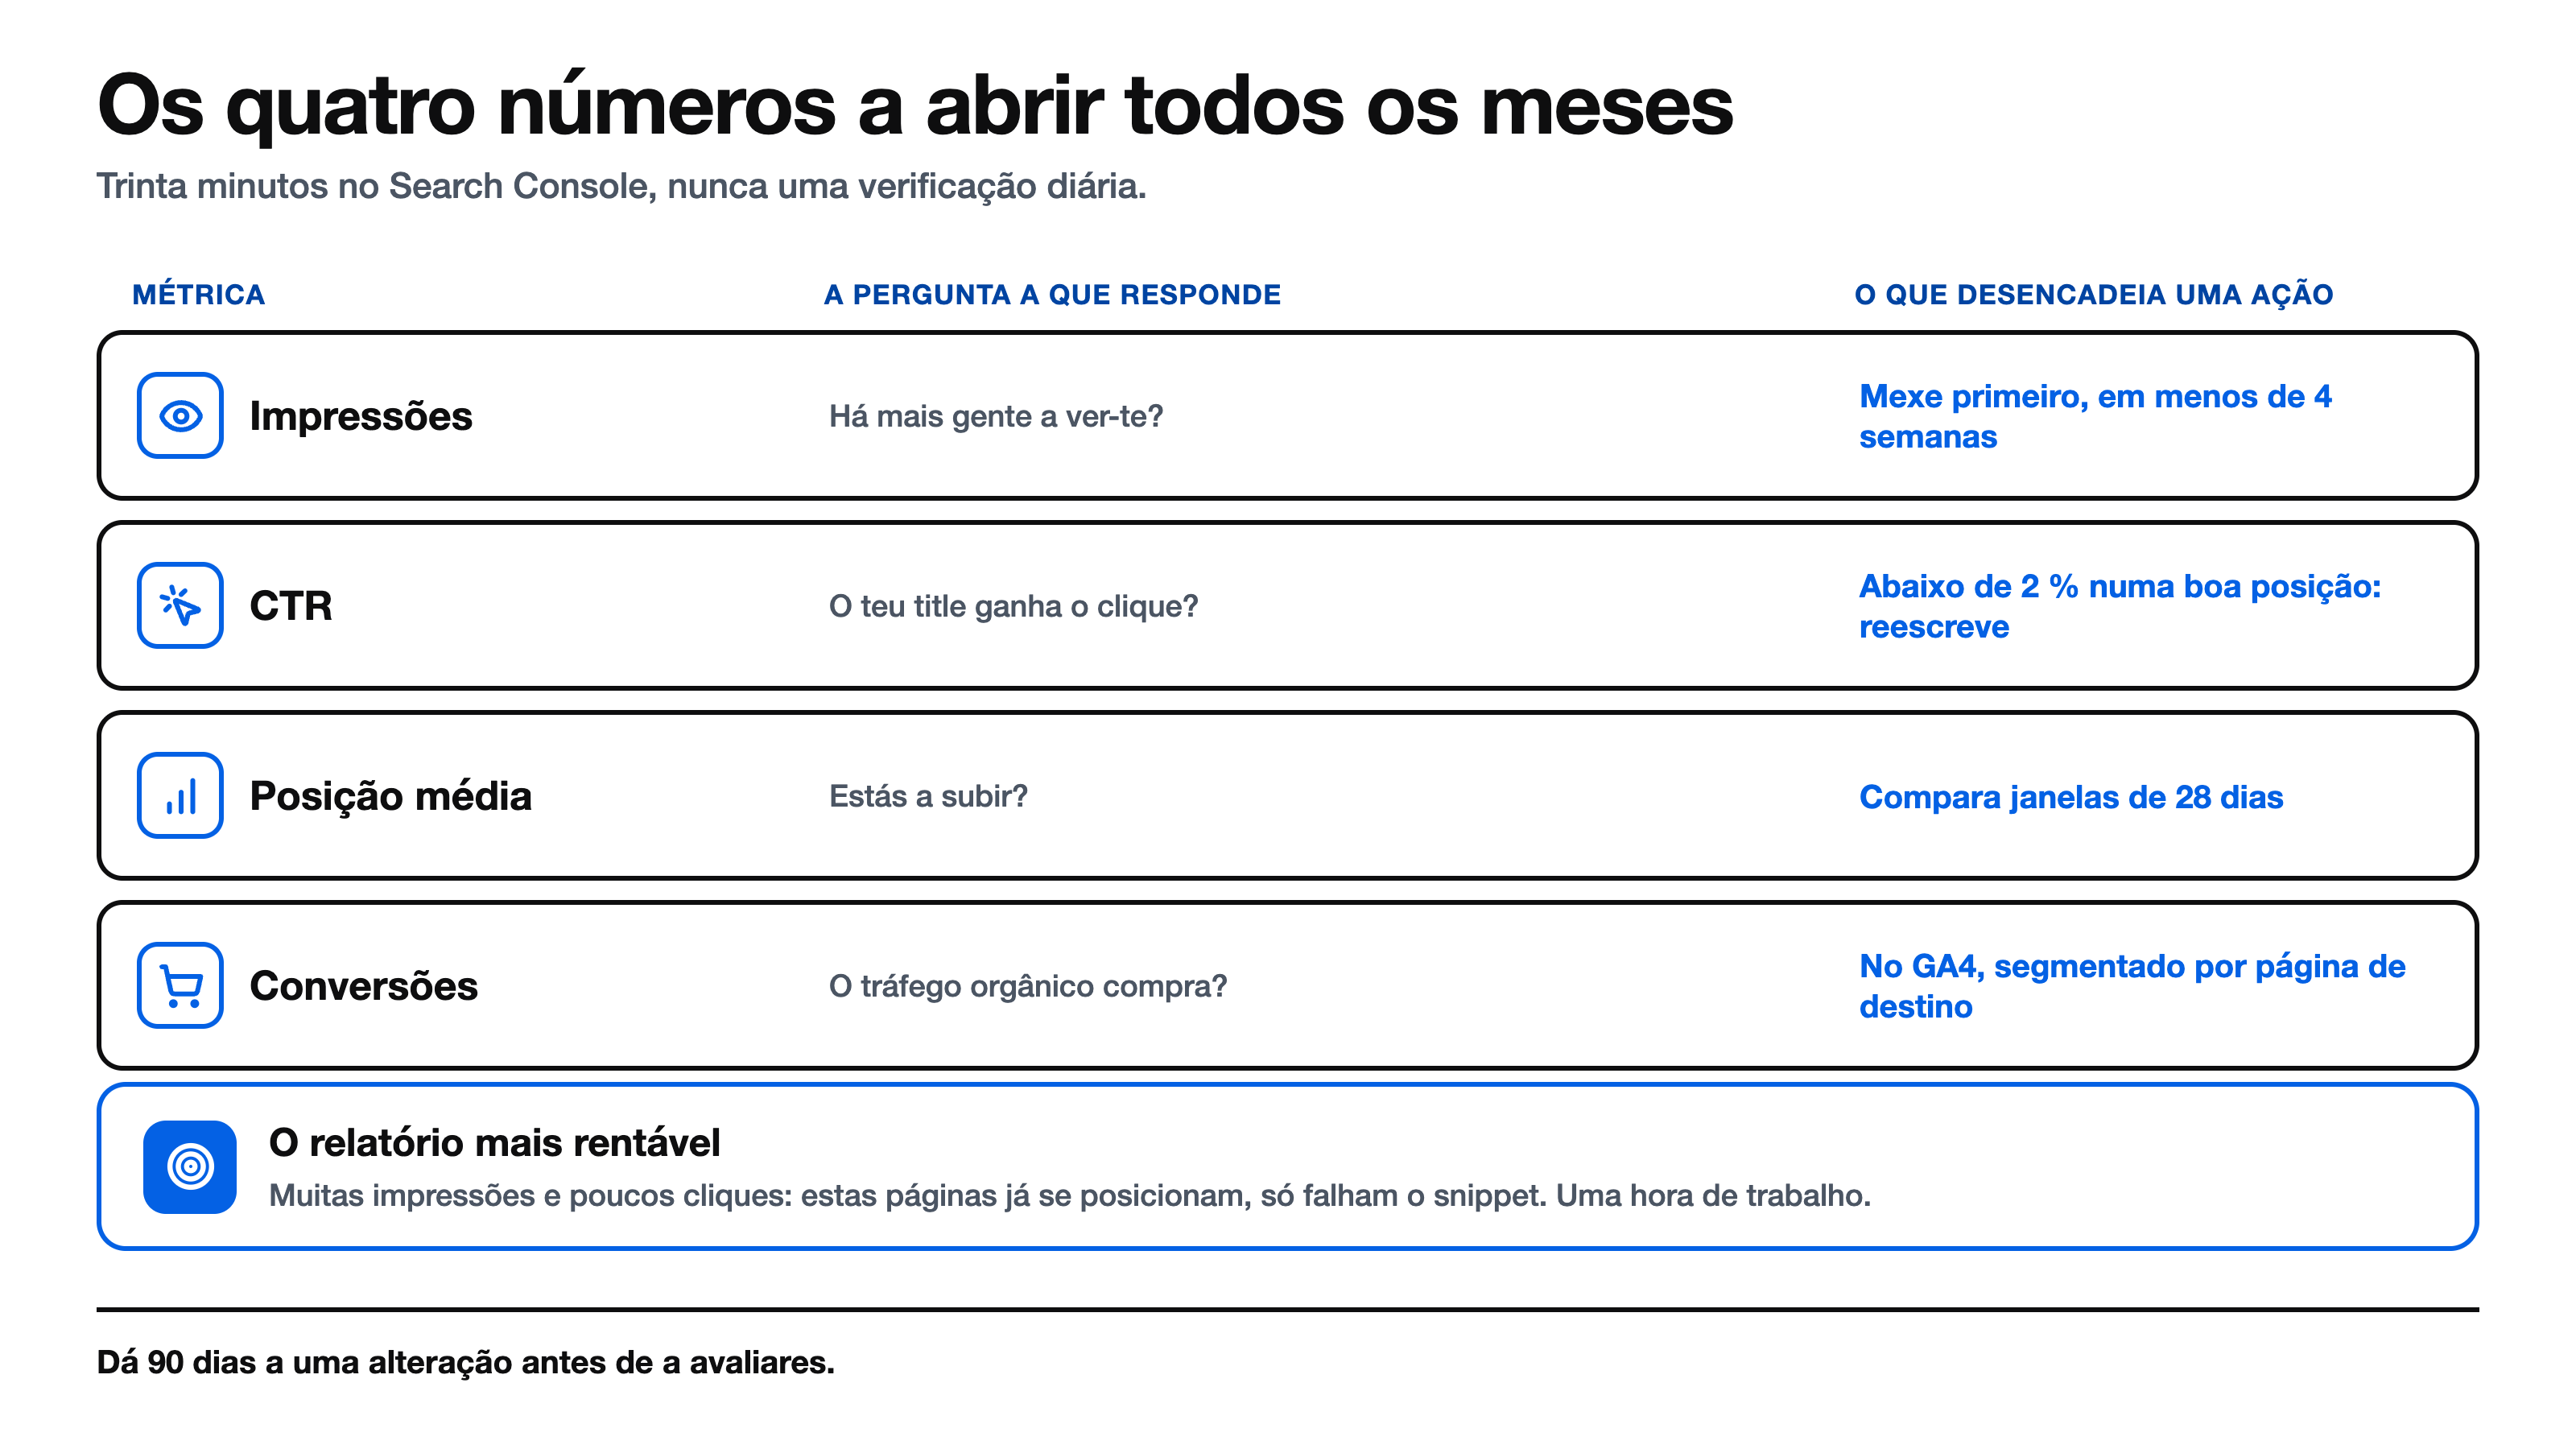 Os quatro números a abrir todos os meses
Trinta minutos no Search Console, nunca uma verificação diária.
MÉTRICA
A PERGUNTA A QUE RESPONDE
O QUE DESENCADEIA UMA AÇÃO
Impressões
Há mais gente a ver-te?
Mexe primeiro, em menos de 4
semanas
CTR
O teu title ganha o clique?
Abaixo de 2 % numa boa posição:
reescreve
Posição média
Estás a subir?
Compara janelas de 28 dias
Conversões
O tráfego orgânico compra?
No GA4, segmentado por página de
destino
O relatório mais rentável
Muitas impressões e poucos cliques: estas páginas já se posicionam, só falham o snippet. Uma hora de trabalho.
Dá 90 dias a uma alteração antes de a avaliares.